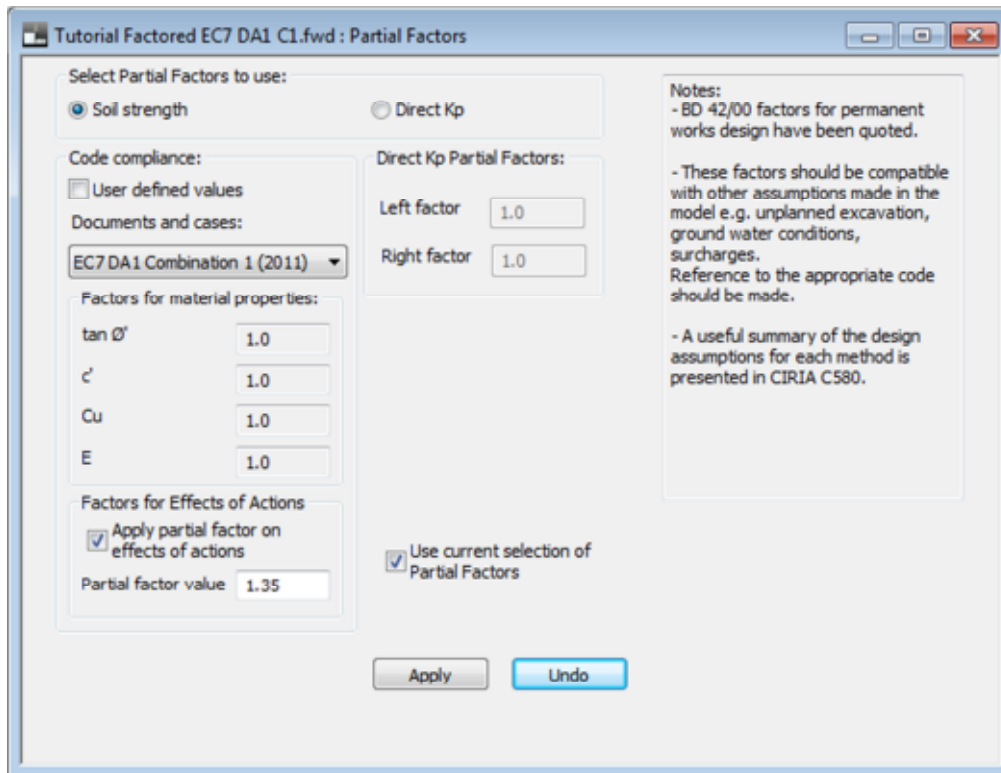 Tutorial Factored EC7 DA1 C1.fwd : Partial Factors
Select Partial Factors to use:
Soil strength
Direct Kp
Code compliance:
User defined values
Documents and cases:
EC7 DA1 Combination 1 (2011)
Factors for material properties:
tan Ø'
1.0
c'
1.0
Cu
1.0
E
1.0
Factors for Effects of Actions
Apply partial factor on
effects of actions
Partial factor value
1.35
Direct Kp Partial Factors:
Left factor
1.0
Right factor
1.0
Use current selection of
Partial Factors
Notes:
- BD 42/00 factors for permanent
works design have been quoted.
- These factors should be compatible
with other assumptions made in the
model e.g. unplanned excavation,
ground water conditions,
surcharges.
Reference to the appropriate code
should be made.
- A useful summary of the design
assumptions for each method is
presented in CIRIA C580.
Apply
Undo